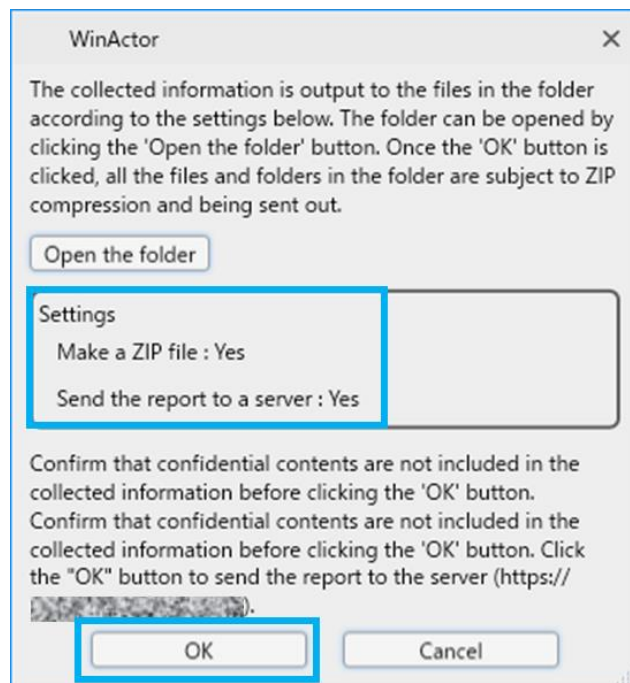 WinActor
The collected information is output to the files in the folder
according to the settings below. The folder can be opened by
clicking the 'Open the folder' button. Once the 'OK' button is
clicked, all the files and folders in the folder are subject to ZIP
compression and being sent out.
Open the folder
Settings
Make a ZIP file : Yes
Send the report to a server : Yes
Confirm that confidential contents are not included in the
collected information before clicking the 'OK' button.
Confirm that confidential contents are not included in the
collected information before clicking the 'OK' button. Click
the "OK" button to send the report to the server (https://
).
OK Cancel